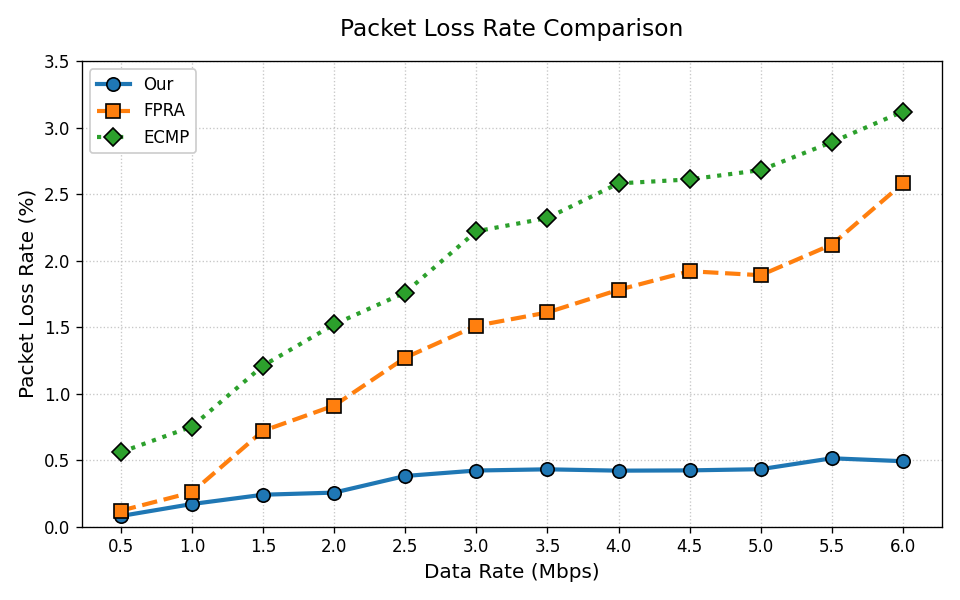 Packet Loss Rate Comparison
Our
FPRA
ECMP
Packet Loss Rate (%)
3.5
3.0
2.5
2.0
1.5
1.0
0.5
0.0
0.5 1.0 1.5 2.0 2.5 3.0 3.5 4.0 4.5 5.0 5.5 6.0
Data Rate (Mbps)